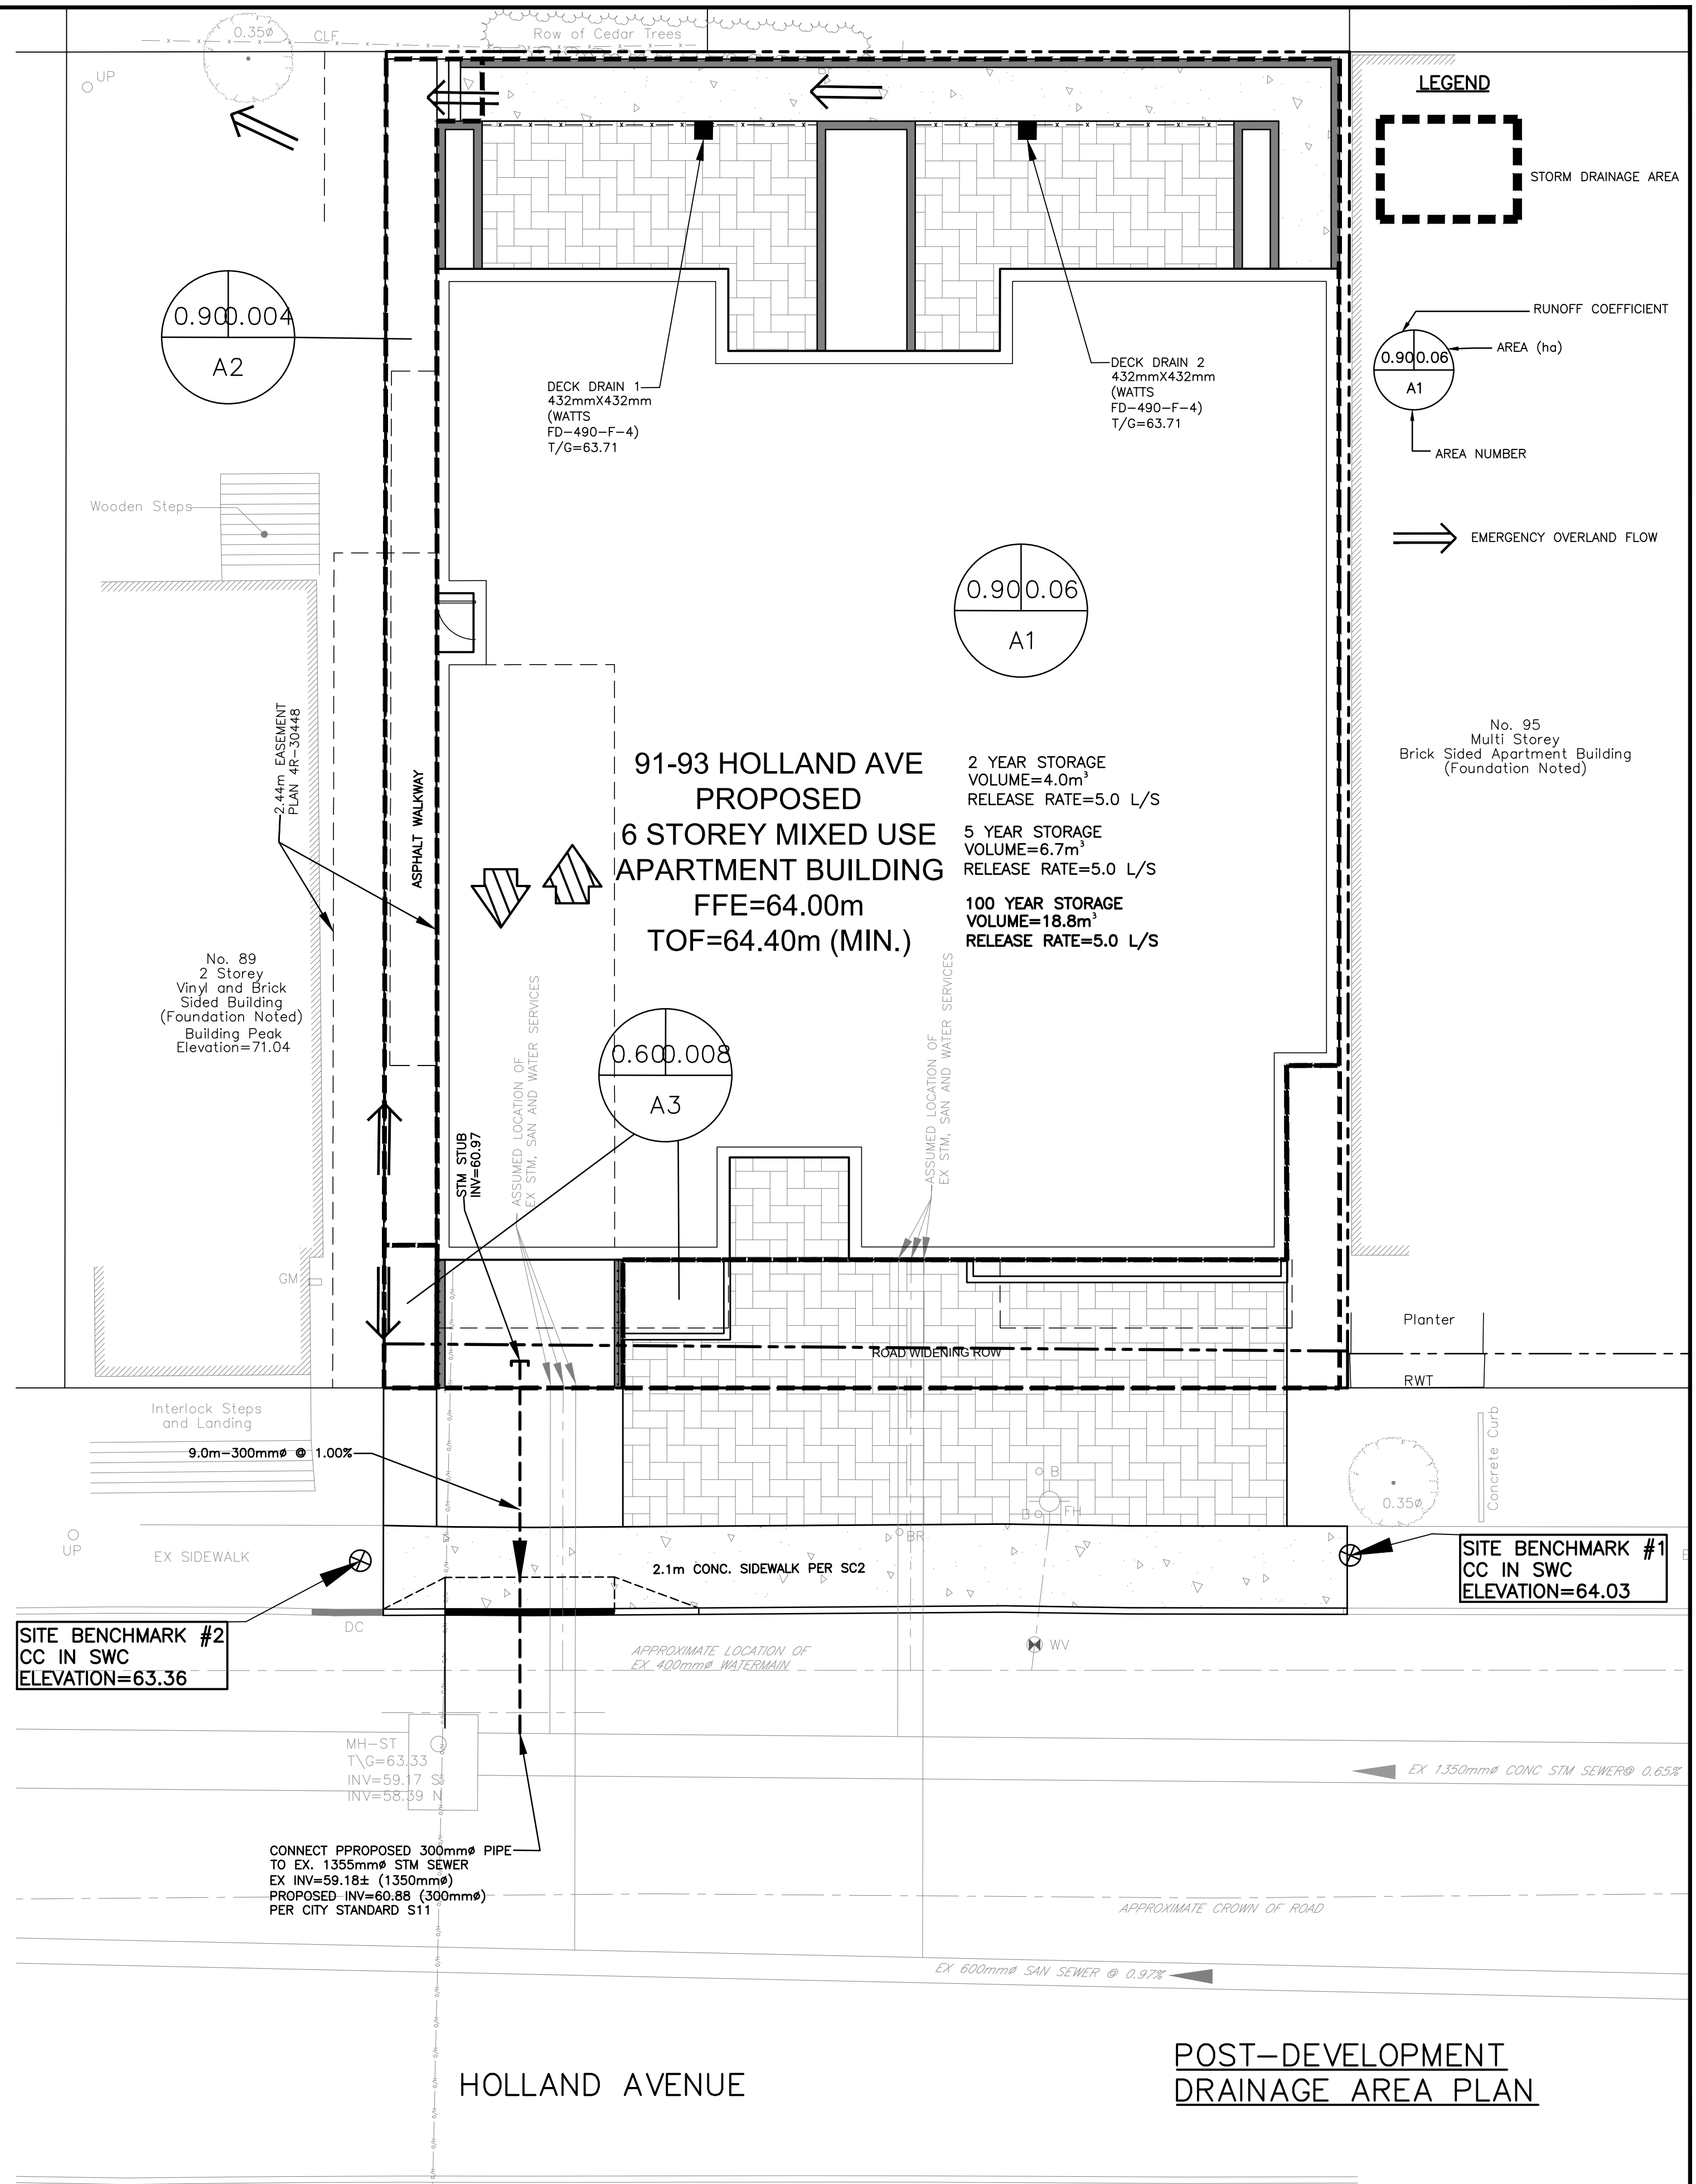 0.35ø
CLF
Row of Cedar Trees
UP
BF
LEGEND
STORM DRAINAGE AREA
RUNOFF COEFFICIENT
AREA (ha)
0.90 0.06
A1
AREA NUMBER
EMERGENCY OVERLAND FLOW
0.90 0.004
A2
DECK DRAIN 1
432mmX432mm
(WATTS
FD-490-F-4)
T/G=63.71
DECK DRAIN 2
432mmX432mm
(WATTS
FD-490-F-4)
T/G=63.71
Wooden Steps
0.90 0.06
A1
2.44m EASEMENT
PLAN 4R-30448
ASPHALT WALKWAY
91-93 HOLLAND AVE
PROPOSED
6 STOREY MIXED USE
APARTMENT BUILDING
FFE=64.00m
TOF=64.40m (MIN.)
2 YEAR STORAGE
VOLUME=4.0m³
RELEASE RATE=5.0 L/S
5 YEAR STORAGE
VOLUME=6.7m³
RELEASE RATE=5.0 L/S
100 YEAR STORAGE
VOLUME=18.8m³
RELEASE RATE=5.0 L/S
No. 95
Multi Storey
Brick Sided Apartment Building
(Foundation Noted)
No. 89
2 Storey
Vinyl and Brick
Sided Building
(Foundation Noted)
Building Peak
Elevation=71.04
0.60 0.008
A3
STM STUB
INV=60.97
ASSUMED LOCATION OF
EX STM, SAN AND WATER SERVICES
ASSUMED LOCATION OF
EX STM, SAN AND WATER SERVICES
GM
Planter
ROAD WIDENING ROW
RWT
Interlock Steps
and Landing
9.0m-300mmø @ 1.00%
Concrete Curb
B
B
FH
0.35ø
UP
EX SIDEWALK
BR
2.1m CONC. SIDEWALK PER SC2
SITE BENCHMARK #1
CC IN SWC
ELEVATION=64.03
SITE BENCHMARK #2
CC IN SWC
ELEVATION=63.36
DC
APPROXIMATE LOCATION OF
EX 400mmø WATERMAIN
WV
MH-ST
T\G=63.33
INV=59.17 S
INV=58.39 N
EX 1350mmø CONC STM SEWER@ 0.65%
CONNECT PPROPOSED 300mmø PIPE
TO EX. 1355mmø STM SEWER
EX INV=59.18± (1350mmø)
PROPOSED INV=60.88 (300mmø)
PER CITY STANDARD S11
APPROXIMATE CROWN OF ROAD
EX 600mmø SAN SEWER @ 0.97%
HOLLAND AVENUE
POST-DEVELOPMENT
DRAINAGE AREA PLAN